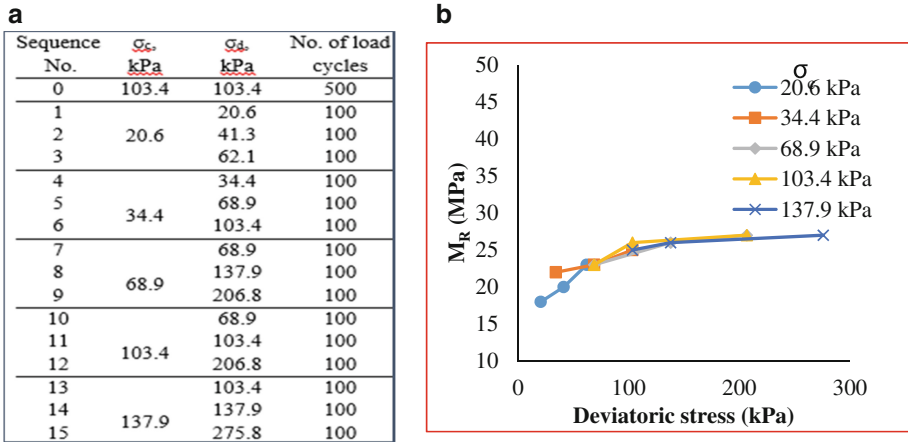 a
Sequence No. σc, kPa σd, kPa No. of load cycles
0 103.4 103.4 500
1 20.6 100
2 20.6 41.3 100
3 62.1 100
4 34.4 100
5 34.4 68.9 100
6 103.4 100
7 68.9 100
8 68.9 137.9 100
9 206.8 100
10 68.9 100
11 103.4 103.4 100
12 206.8 100
13 103.4 100
14 137.9 137.9 100
15 275.8 100
b
50
45
40
35
30
25
20
15
10
M_R (MPa)
0 100 200 300
Deviatoric stress (kPa)
σc
20.6 kPa
34.4 kPa
68.9 kPa
103.4 kPa
137.9 kPa